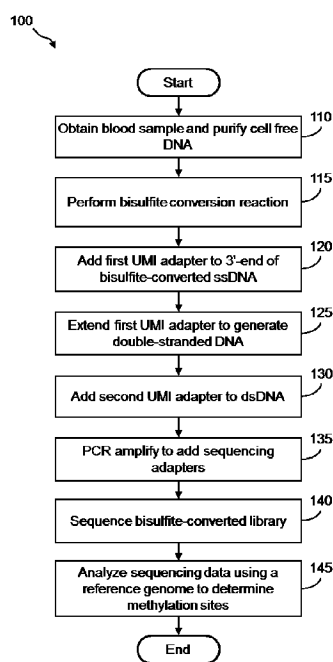 100
Start
Obtain blood sample and purify cell free
DNA
110
Perform bisulfite conversion reaction
115
Add first UMI adapter to 3'-end of
bisulfite-converted ssDNA
120
Extend first UMI adapter to generate
double-stranded DNA
125
Add second UMI adapter to dsDNA
130
PCR amplify to add sequencing
adapters
135
Sequence bisulfite-converted library
140
Analyze sequencing data using a
reference genome to determine
methylation sites
145
End